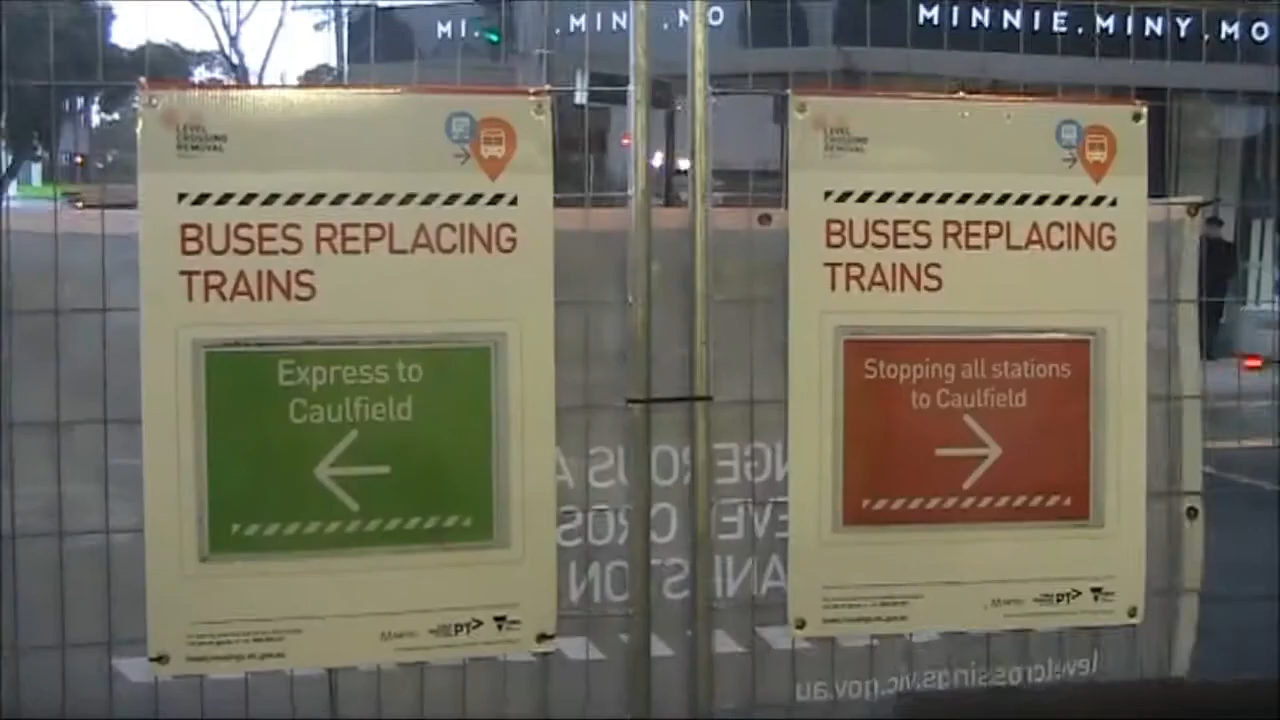 MINNIE.MINY.MO
LEVEL
CROSSING
REMOVAL
BUSES REPLACING
TRAINS
Express to
Caulfield
PT>
LEVEL
CROSSING
REMOVAL
BUSES REPLACING
TRAINS
Stopping all stations
to Caulfield
PT>
levelcrossings.vic.gov.au